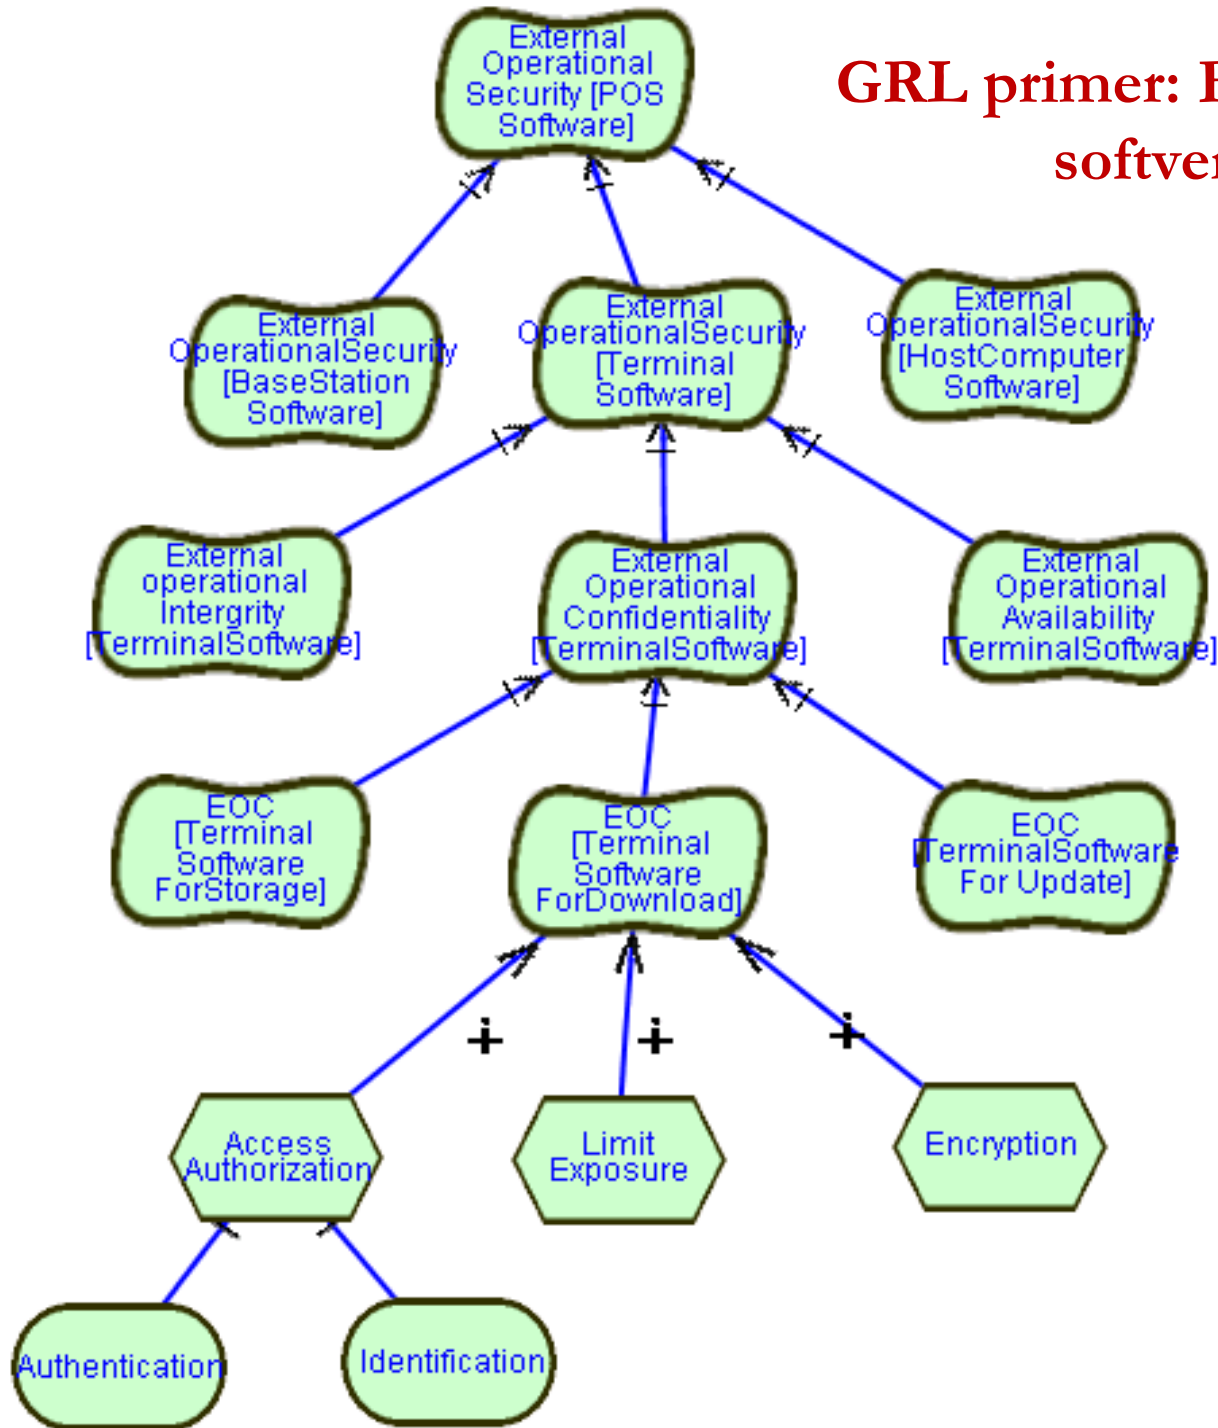 External
Operational
Security [POS
Software]
GRL primer:
softver
External
OperationalSecurity
[BaseStation
Software]
External
OperationalSecurity
[Terminal
Software]
External
OperationalSecurity
[HostComputer
Software]
External
operational
Intergrity
[TerminalSoftware]
External
Operational
Confidentiality
[TerminalSoftware]
External
Operational
Availability
[TerminalSoftware]
EOC
[Terminal
Software
ForStorage]
EOC
[Terminal
Software
ForDownload]
EOC
[TerminalSoftware
For Update]
Access
Authorization
Limit
Exposure
Encryption
Authentication
Identification